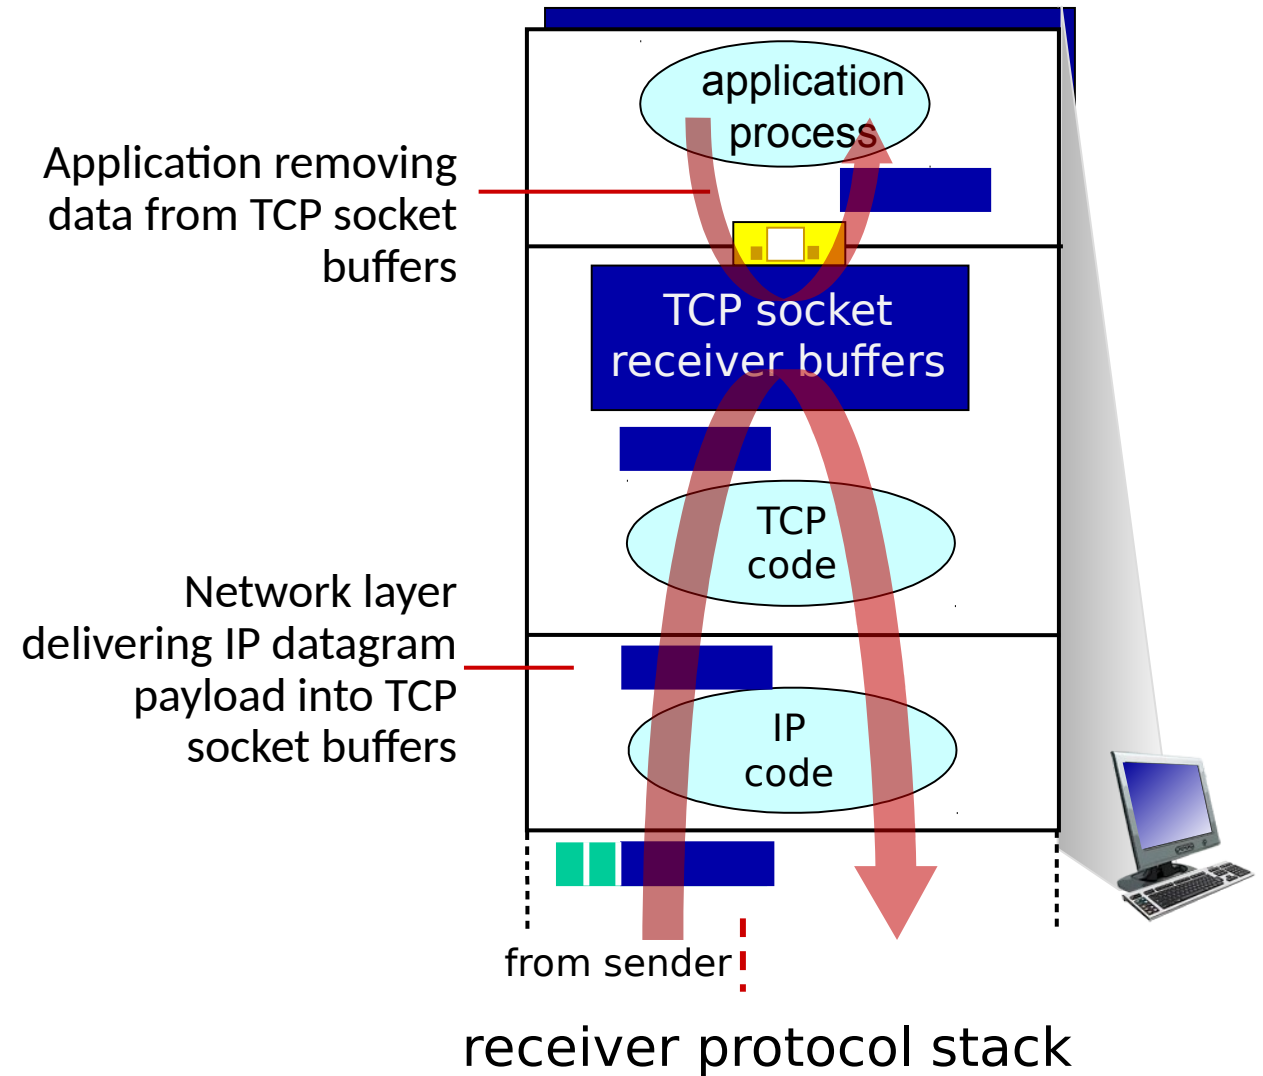 application
process
Application removing
data from TCP socket
buffers
TCP socket
receiver buffers
TCP
code
Network layer
delivering IP datagram
payload into TCP
socket buffers
IP
code
from sender
receiver protocol stack